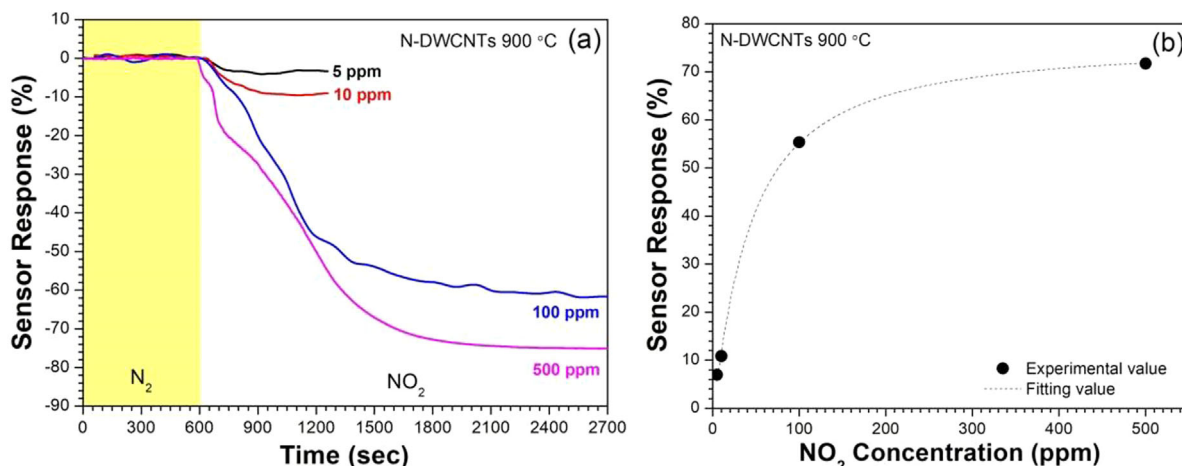 N-DWCNTs 900 °C
(a)
Sensor Response (%)
10
0
-10
-20
-30
-40
-50
-60
-70
-80
-90
5 ppm
10 ppm
100 ppm
500 ppm
N2
NO2
0 300 600 900 1200 1500 1800 2100 2400 2700
Time (sec)
N-DWCNTs 900 °C
(b)
Sensor Response (%)
80
70
60
50
40
30
20
10
0
Experimental value
Fitting value
0 100 200 300 400 500
NO2 Concentration (ppm)